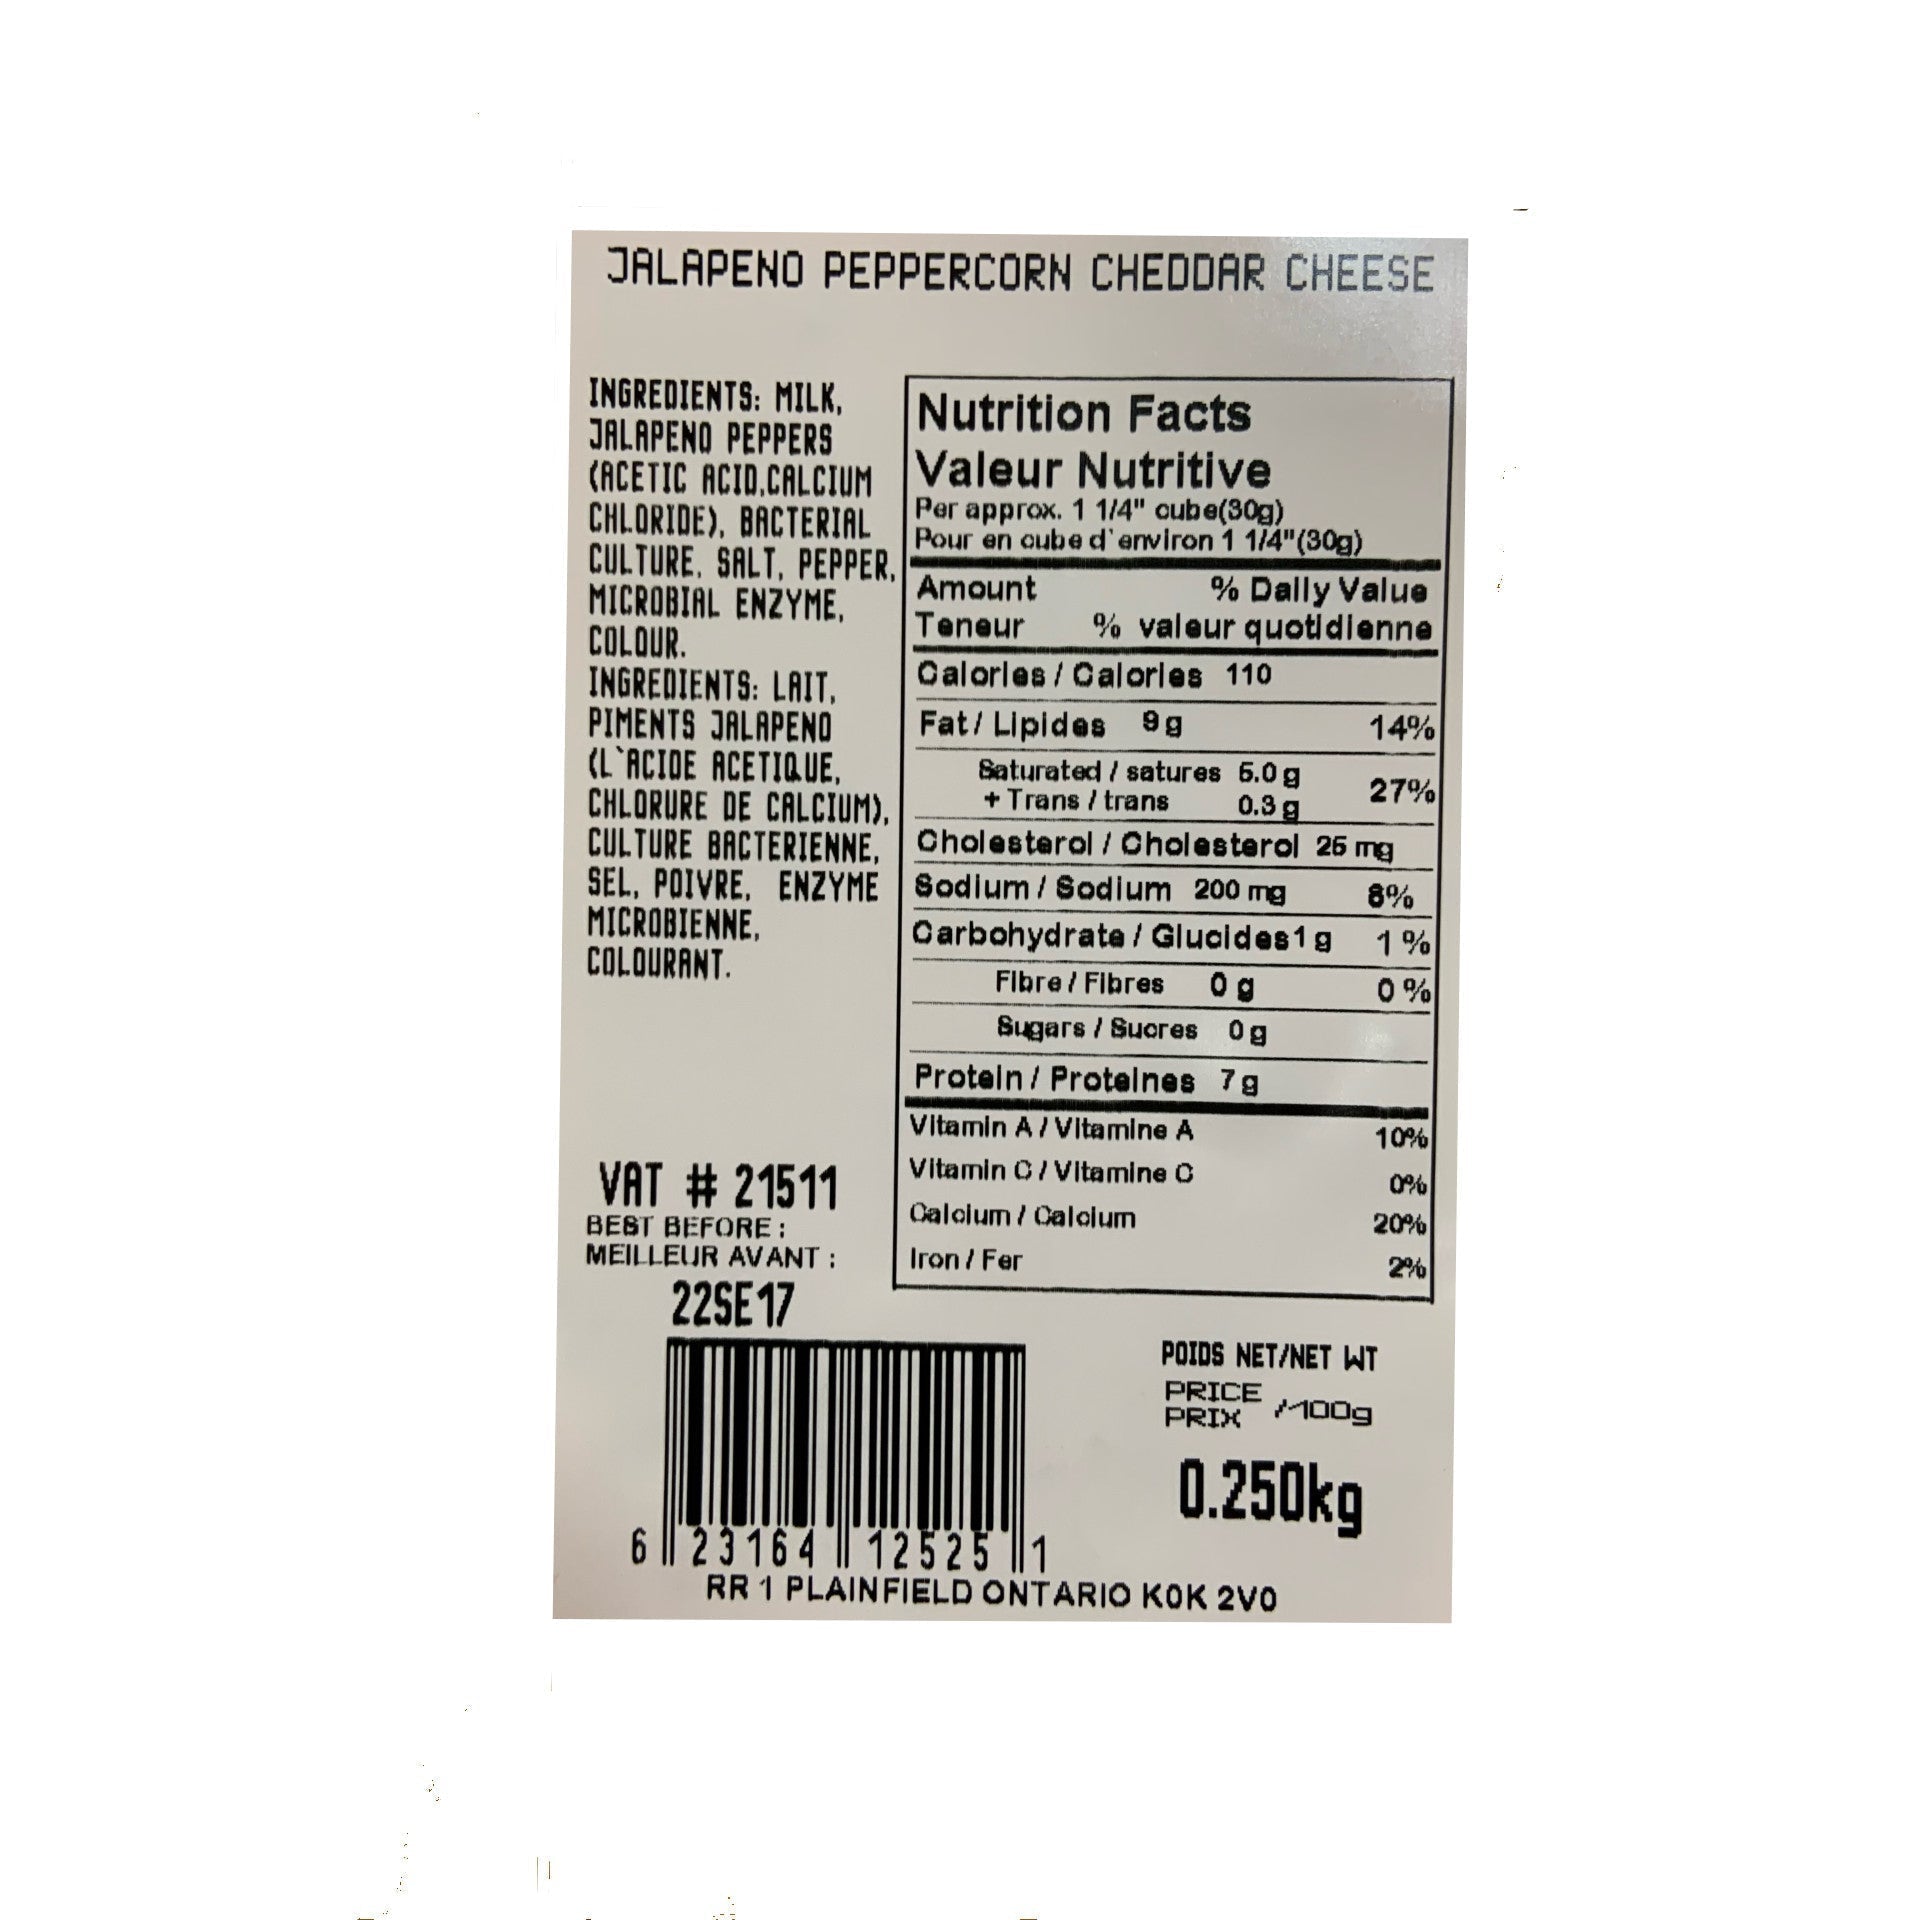 JALAPENO PEPPERCORN CHEDDAR CHEESE
INGREDIENTS: MILK,
JALAPENO PEPPERS
(ACETIC ACID,CALCIUM
CHLORIDE), BACTERIAL
CULTURE, SALT, PEPPER,
MICROBIAL ENZYME,
COLOUR.
INGREDIENTS: LAIT,
PIMENTS JALAPENO
(L`ACIDE ACETIQUE,
CHLORURE DE CALCIUM),
CULTURE BACTERIENNE,
SEL, POIVRE, ENZYME
MICROBIENNE,
COLOURANT.
Nutrition Facts
Valeur Nutritive
Per approx. 1 1/4" cube(30g)
Pour en cube d'environ 1 1/4"(30g)
Amount % Daily Value
Teneur % valeur quotidienne
Calories / Calories 110
Fat / Lipides 9 g 14%
Saturated / satures 5.0 g 27%
+ Trans / trans 0.3 g
Cholesterol / Cholesterol 25 mg
Sodium / Sodium 200 mg 8%
Carbohydrate / Glucides 1 g 1 %
Fibre / Fibres 0 g 0 %
Sugars / Sucres 0 g
Protein / Proteines 7 g
Vitamin A / Vitamine A 10%
Vitamin C / Vitamine C 0%
Calcium / Calcium 20%
Iron / Fer 2%
VAT # 21511
BEST BEFORE :
MEILLEUR AVANT :
22SE17
6 23164 12525 1
POIDS NET/NET WT
PRICE
PRIX /100g
0.250kg
RR 1 PLAINFIELD ONTARIO K0K 2V0